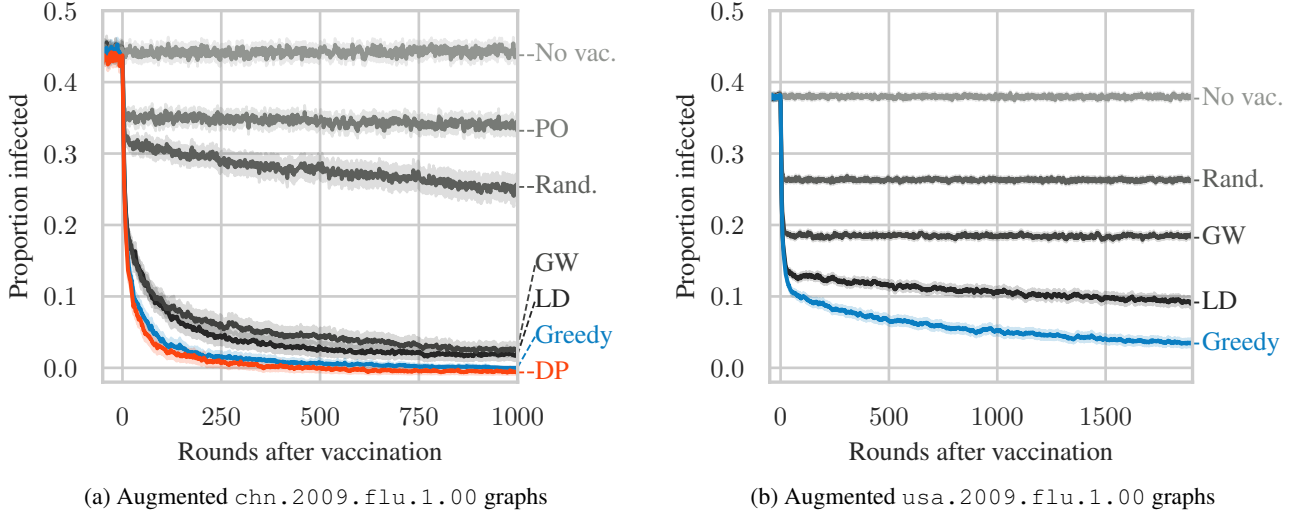 0.5
0.4
0.3
0.2
0.1
0.0
Proportion infected
No vac.
PO
Rand.
GW
LD
Greedy
DP
0 250 500 750 1000
Rounds after vaccination
(a) Augmented chn.2009.flu.1.00 graphs
0.5
0.4
0.3
0.2
0.1
0.0
Proportion infected
No vac.
Rand.
GW
LD
Greedy
0 500 1000 1500
Rounds after vaccination
(b) Augmented usa.2009.flu.1.00 graphs